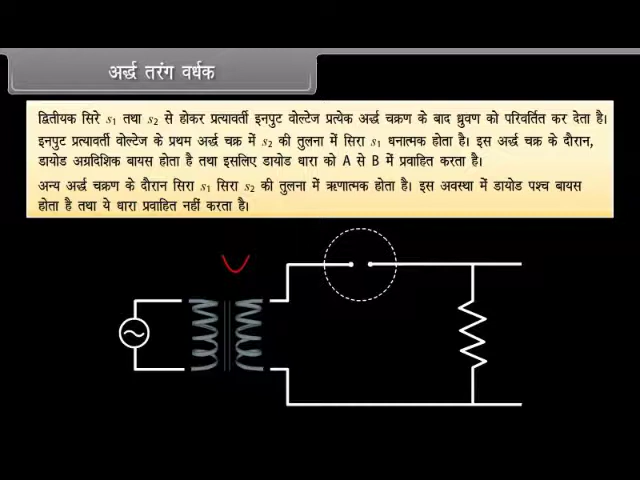 अर्द्ध तरंग वर्धक
द्वितीयक सिरे s1 तथा s2 से होकर प्रत्यावर्ती इनपुट वोल्टेज प्रत्येक अर्द्ध चक्रण के बाद ध्रुवण को परिवर्तित कर देता है।
इनपुट प्रत्यावर्ती वोल्टेज के प्रथम अर्द्ध चक्र में s2 की तुलना में सिरा s1 धनात्मक होता है। इस अर्द्ध चक्र के दौरान,
डायोड अग्रदिशिक बायस होता है तथा इसलिए डायोड धारा को A से B में प्रवाहित करता है।
अन्य अर्द्ध चक्रण के दौरान सिरा s1 सिरा s2 की तुलना में ऋणात्मक होता है। इस अवस्था में डायोड पश्च बायस
होता है तथा ये धारा प्रवाहित नहीं करता है।